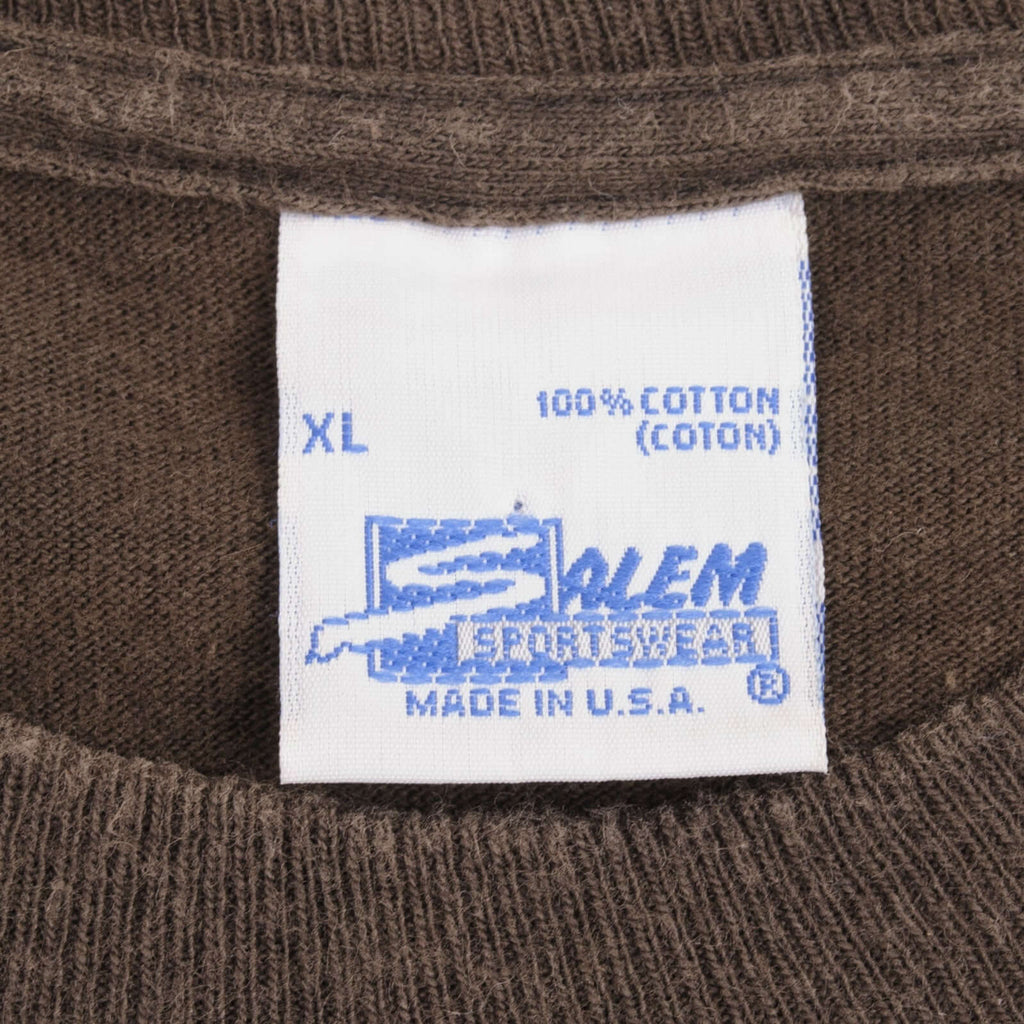 XL
100% COTTON
(COTON)
SALEM
SPORTSWEAR
®
MADE IN U.S.A.